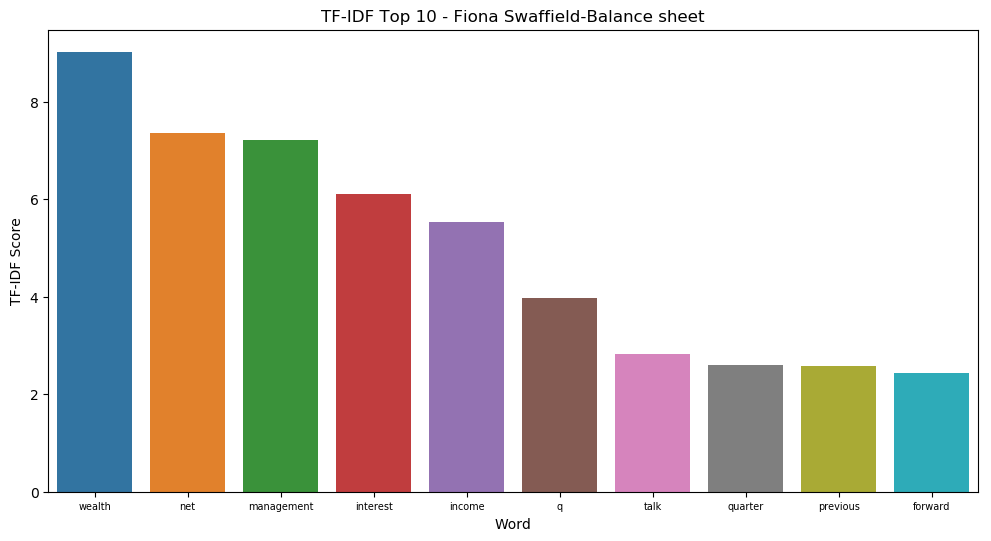 TF-IDF Top 10 - Fiona Swaffield-Balance sheet
TF-IDF Score
8
6
4
2
0
wealth net management interest income q talk quarter previous forward
Word